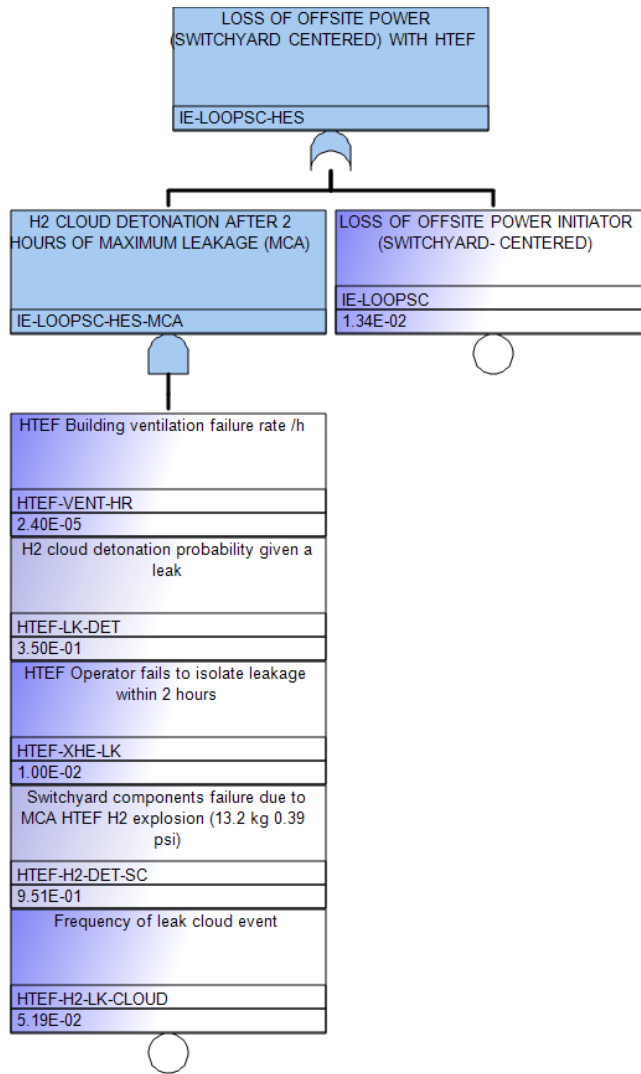 LOSS OF OFFSITE POWER
(SWITCHYARD CENTERED) WITH HTEF
IE-LOOPSC-HES
H2 CLOUD DETONATION AFTER 2
HOURS OF MAXIMUM LEAKAGE (MCA)
IE-LOOPSC-HES-MCA
LOSS OF OFFSITE POWER INITIATOR
(SWITCHYARD- CENTERED)
IE-LOOPSC
1.34E-02
HTEF Building ventilation failure rate /h
HTEF-VENT-HR
2.40E-05
H2 cloud detonation probability given a
leak
HTEF-LK-DET
3.50E-01
HTEF Operator fails to isolate leakage
within 2 hours
HTEF-XHE-LK
1.00E-02
Switchyard components failure due to
MCA HTEF H2 explosion (13.2 kg 0.39
psi)
HTEF-H2-DET-SC
9.51E-01
Frequency of leak cloud event
HTEF-H2-LK-CLOUD
5.19E-02